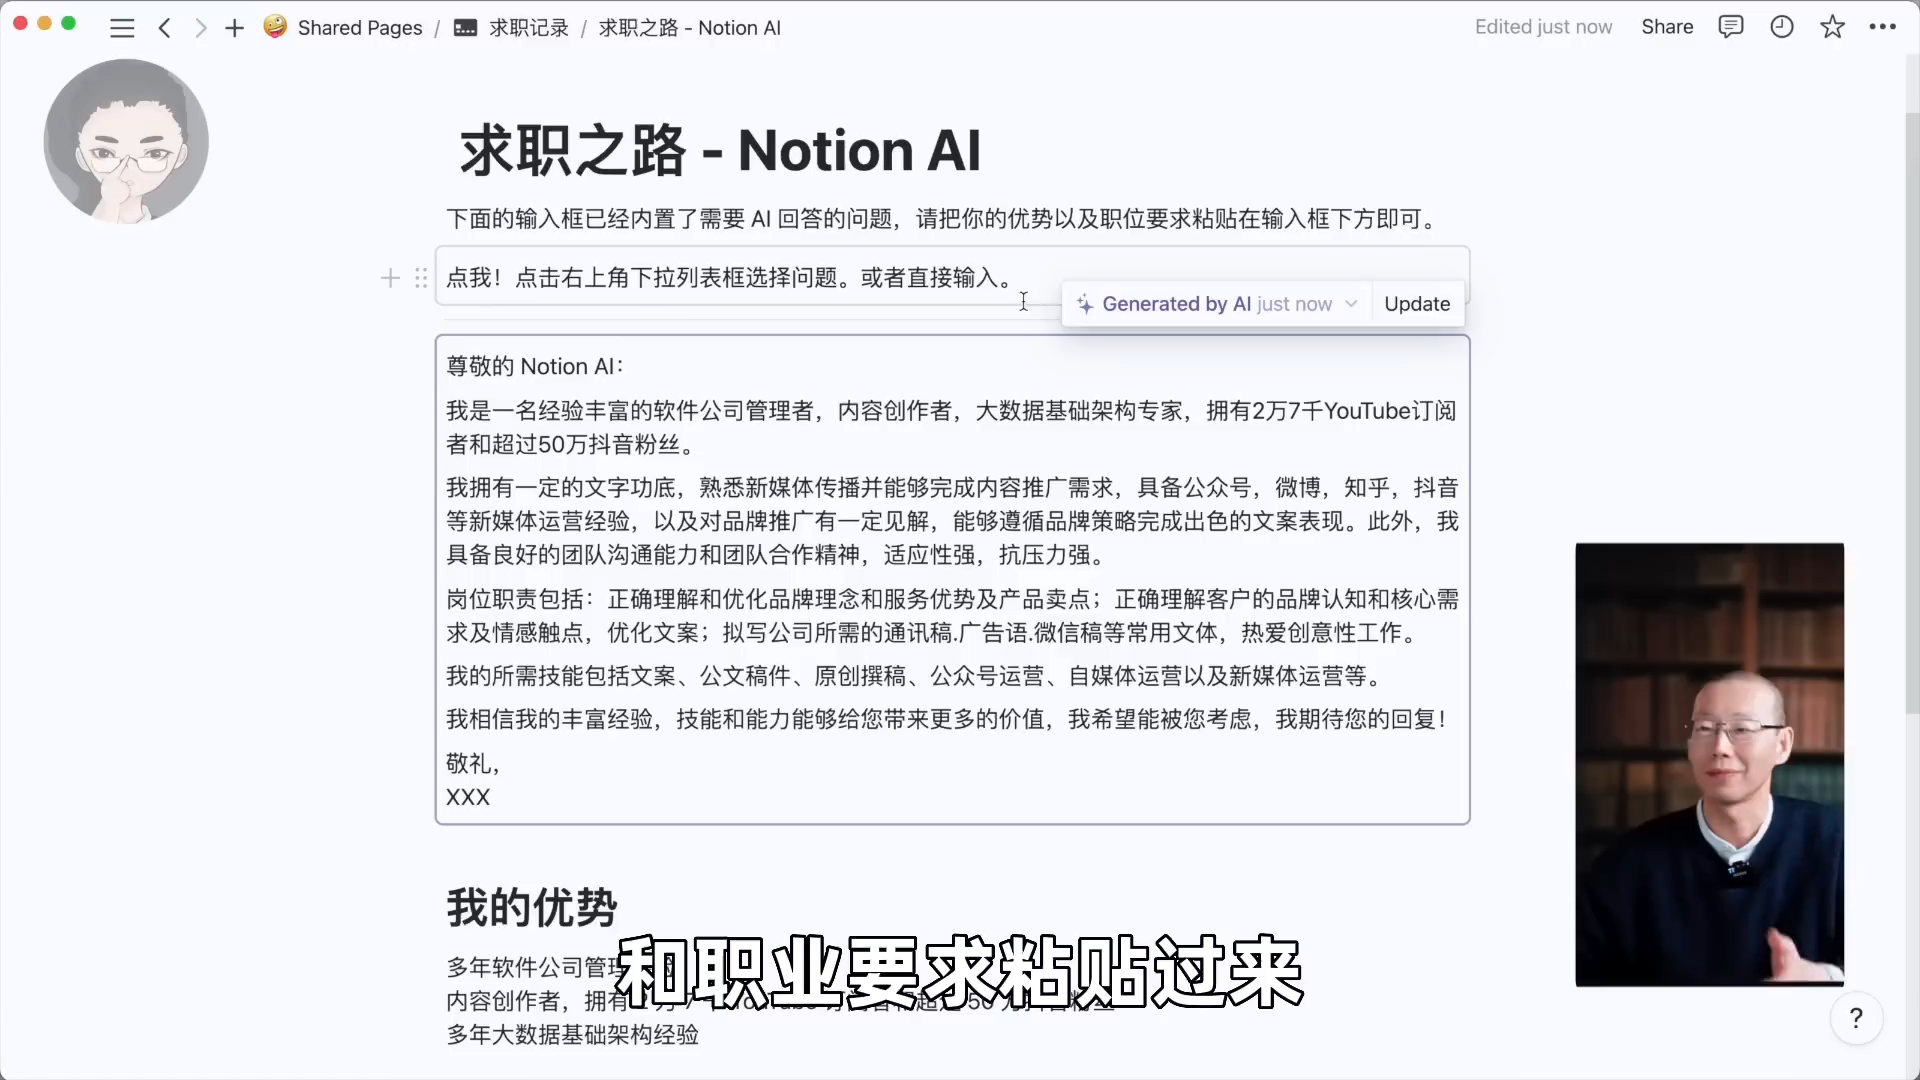 Shared Pages / 求职记录 / 求职之路 - Notion AI
Edited just now Share
求职之路 - Notion AI
下面的输入框已经内置了需要 AI 回答的问题，请把你的优势以及职位要求粘贴在输入框下方即可。
点我！点击右上角下拉列表框选择问题。或者直接输入。
Generated by AI just now Update
尊敬的 Notion AI：
我是一名经验丰富的软件公司管理者，内容创作者，大数据基础架构专家，拥有2万7千YouTube订阅
者和超过50万抖音粉丝。
我拥有一定的文字功底，熟悉新媒体传播并能够完成内容推广需求，具备公众号，微博，知乎，抖音
等新媒体运营经验，以及对品牌推广有一定见解，能够遵循品牌策略完成出色的文案表现。此外，我
具备良好的团队沟通能力和团队合作精神，适应性强，抗压力强。
岗位职责包括：正确理解和优化品牌理念和服务优势及产品卖点；正确理解客户的品牌认知和核心需
求及情感触点，优化文案；拟写公司所需的通讯稿.广告语.微信稿等常用文体，热爱创意性工作。
我的所需技能包括文案、公文稿件、原创撰稿、公众号运营、自媒体运营以及新媒体运营等。
我相信我的丰富经验，技能和能力能够给您带来更多的价值，我希望能被您考虑，我期待您的回复！
敬礼，
XXX
我的优势
多年软件公司管理
和职业要求粘贴过来
内容创作者，拥有
多年大数据基础架构经验
?